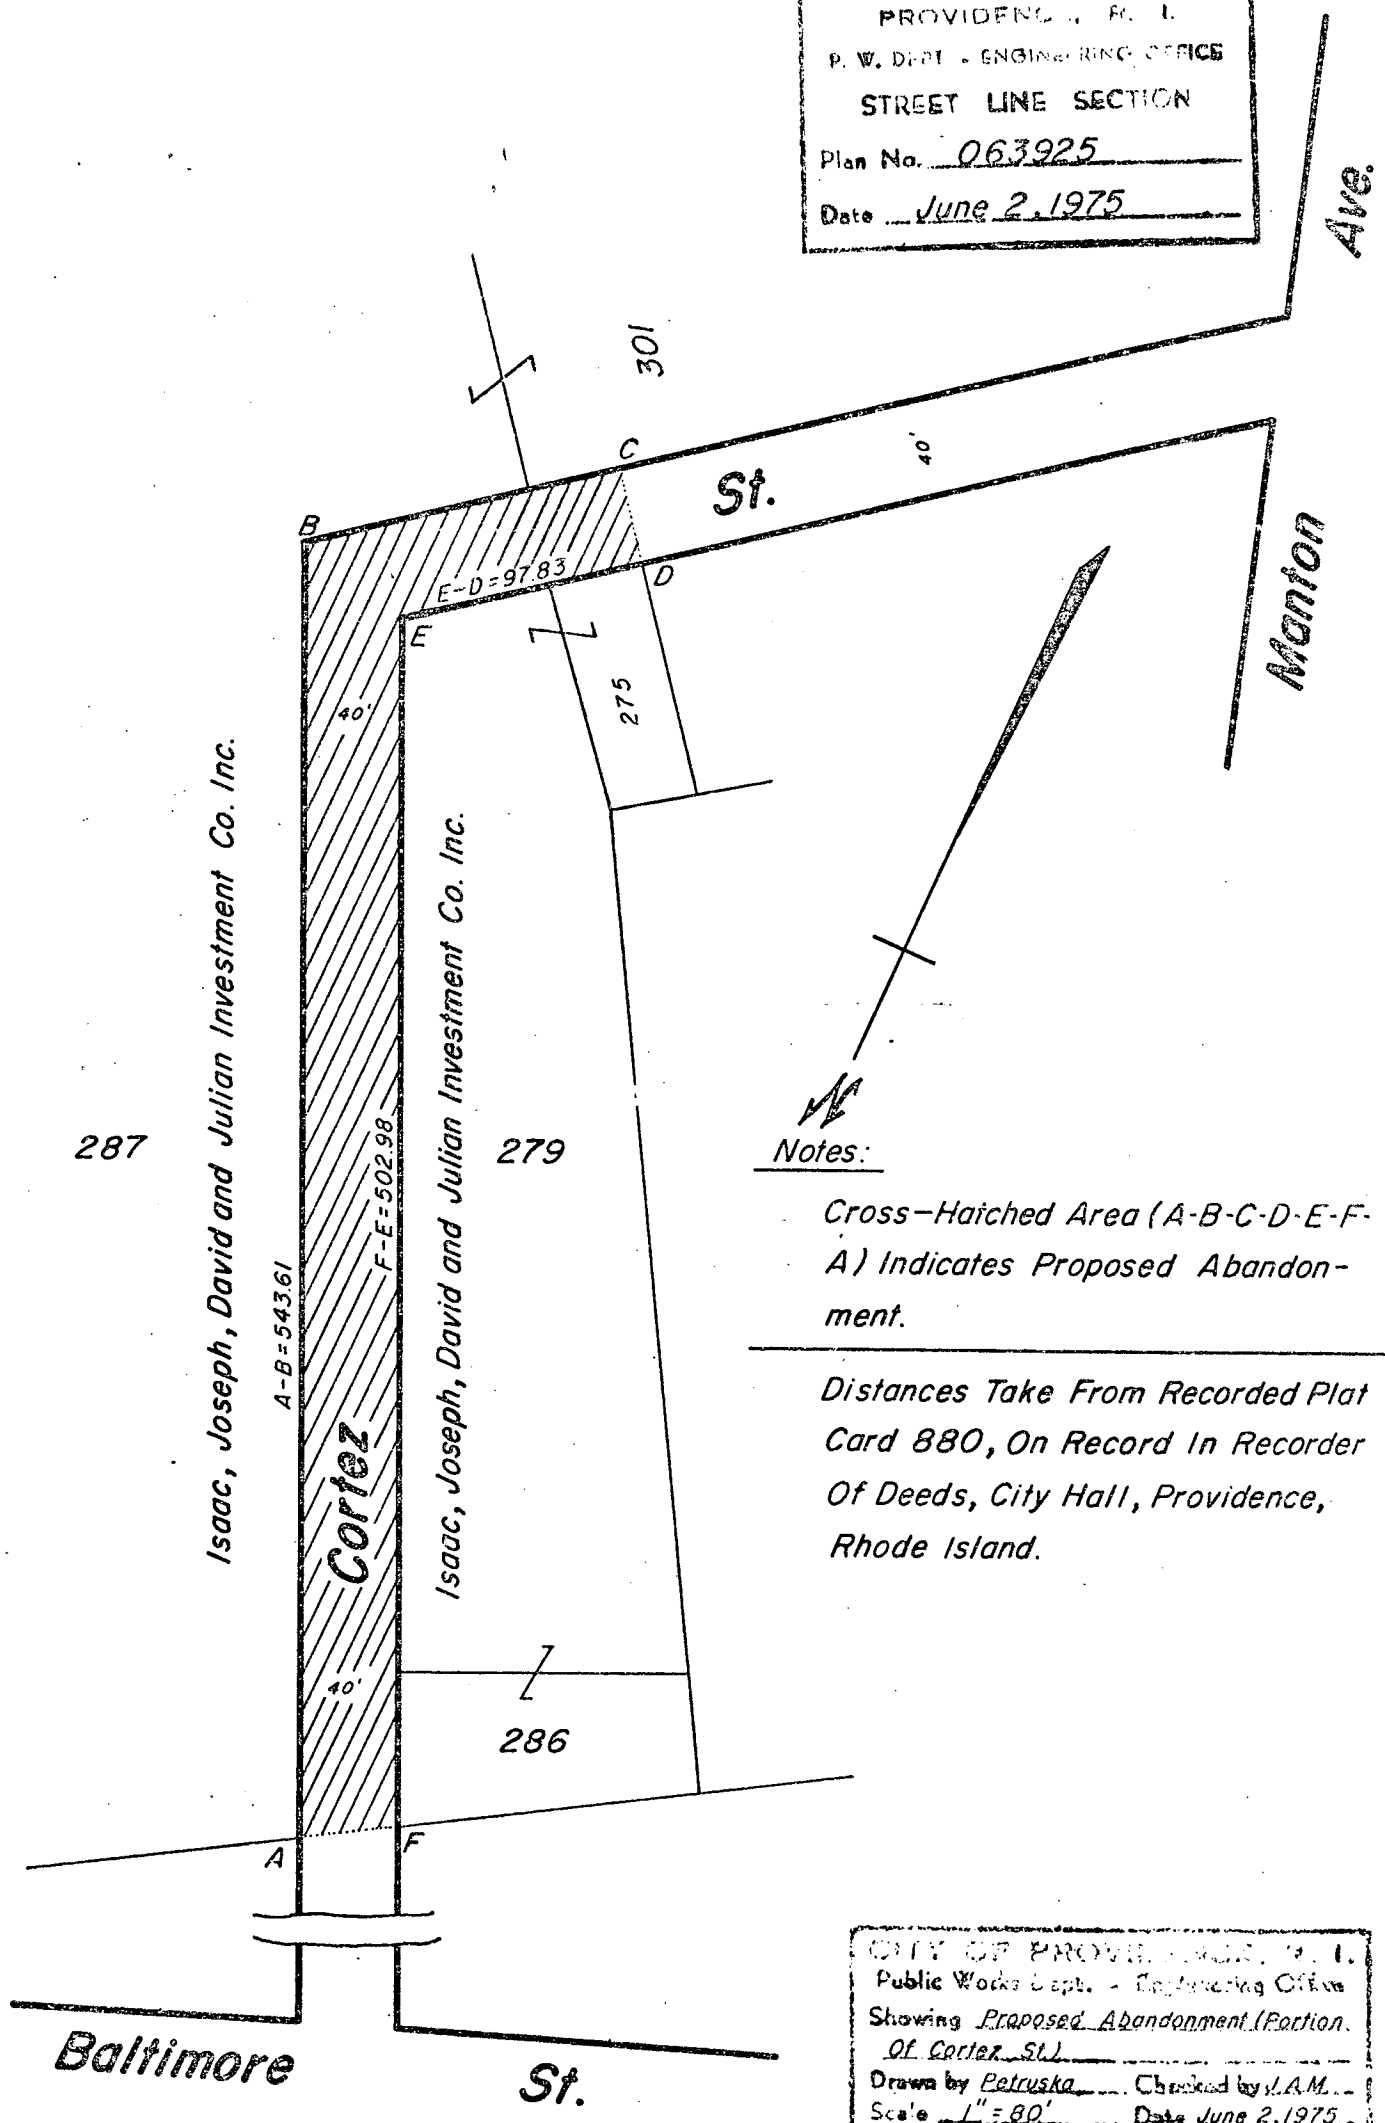 PROVIDENC., R. I.
P. W. DEPT - ENGINEERING OFFICE
STREET LINE SECTION
Plan No. 063925
Date June 2, 1975
Ave.
301
C
St.
40'
B
E-D=97.83
D
E
Manton
275
40'
Isaac, Joseph, David and Julian Investment Co. Inc.
Isaac, Joseph, David and Julian Investment Co. Inc.
287
279
F-E=502.98
A-B=543.61
N
Notes:
Cross-Hatched Area (A-B-C-D-E-F-
A) Indicates Proposed Abandon-
ment.
Distances Take From Recorded Plat
Card 880, On Record In Recorder
Of Deeds, City Hall, Providence,
Rhode Island.
Cortez
40'
286
A
F
Baltimore
St.
CITY OF PROVIDENCE, R. I.
Public Works Dept. - Engineering Office
Showing Proposed Abandonment (Portion
Of Cortez St.)
Drawn by Petruska Checked by J.A.M.
Scale 1"=80' Date June 2, 1975